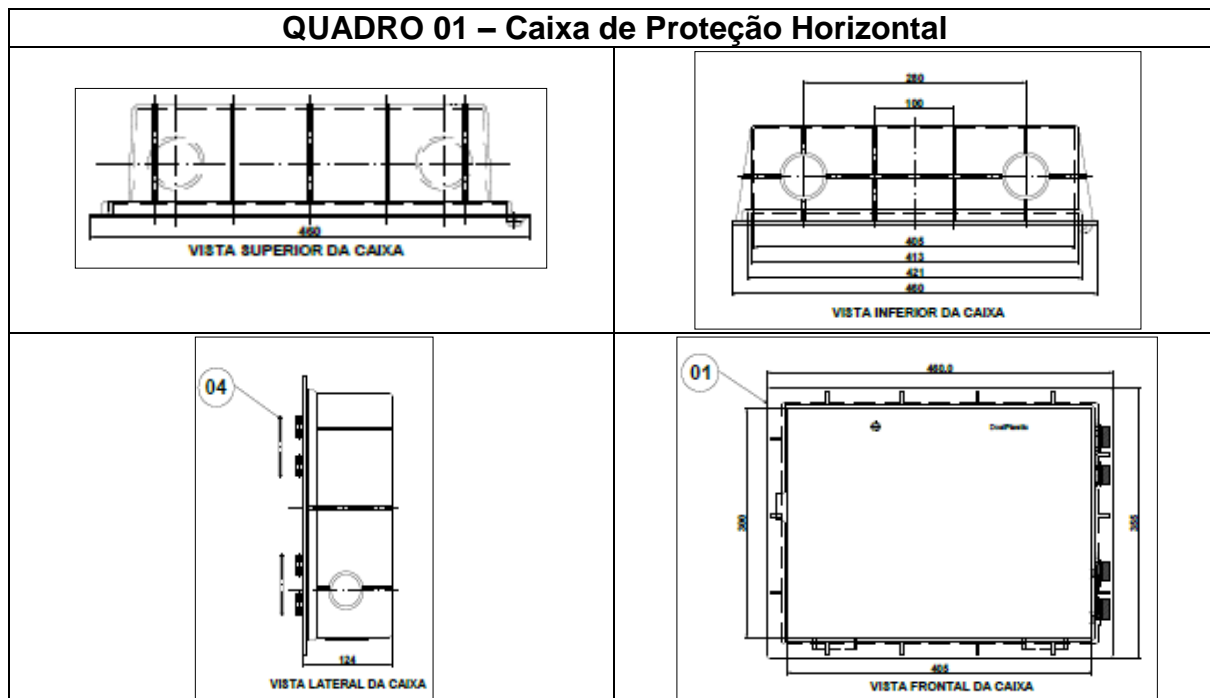 QUADRO 01 – Caixa de Proteção Horizontal
460
VISTA SUPERIOR DA CAIXA
280
100
405
413
421
460
VISTA INFERIOR DA CAIXA
04
124
VISTA LATERAL DA CAIXA
01
460.0
300
355
405
VISTA FRONTAL DA CAIXA